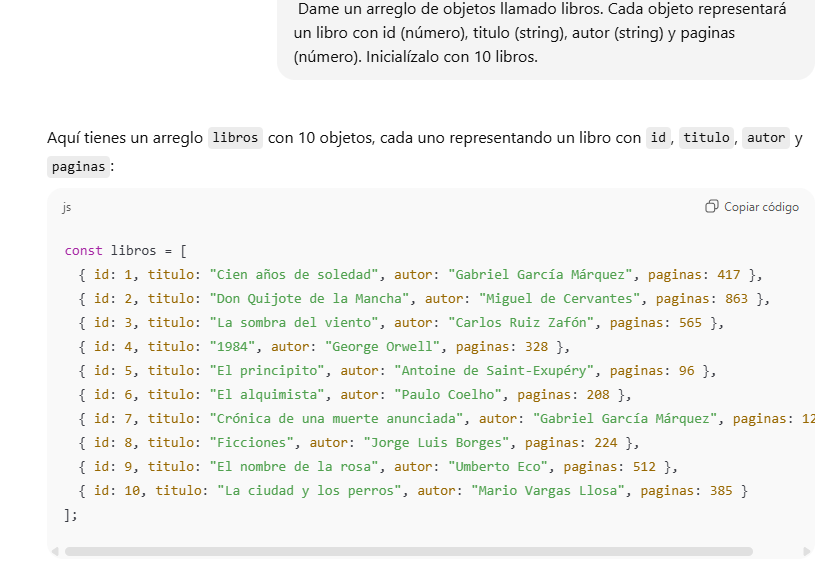 Dame un arreglo de objetos llamado libros. Cada objeto representará
un libro con id (número), titulo (string), autor (string) y paginas
(número). Inicialízalo con 10 libros.
Aquí tienes un arreglo libros con 10 objetos, cada uno representando un libro con id, titulo, autor y
paginas:
js Copiar código
const libros = [
{ id: 1, titulo: "Cien años de soledad", autor: "Gabriel García Márquez", paginas: 417 },
{ id: 2, titulo: "Don Quijote de la Mancha", autor: "Miguel de Cervantes", paginas: 863 },
{ id: 3, titulo: "La sombra del viento", autor: "Carlos Ruiz Zafón", paginas: 565 },
{ id: 4, titulo: "1984", autor: "George Orwell", paginas: 328 },
{ id: 5, titulo: "El principito", autor: "Antoine de Saint-Exupéry", paginas: 96 },
{ id: 6, titulo: "El alquimista", autor: "Paulo Coelho", paginas: 208 },
{ id: 7, titulo: "Crónica de una muerte anunciada", autor: "Gabriel García Márquez", paginas: 12
{ id: 8, titulo: "Ficciones", autor: "Jorge Luis Borges", paginas: 224 },
{ id: 9, titulo: "El nombre de la rosa", autor: "Umberto Eco", paginas: 512 },
{ id: 10, titulo: "La ciudad y los perros", autor: "Mario Vargas Llosa", paginas: 385 }
];